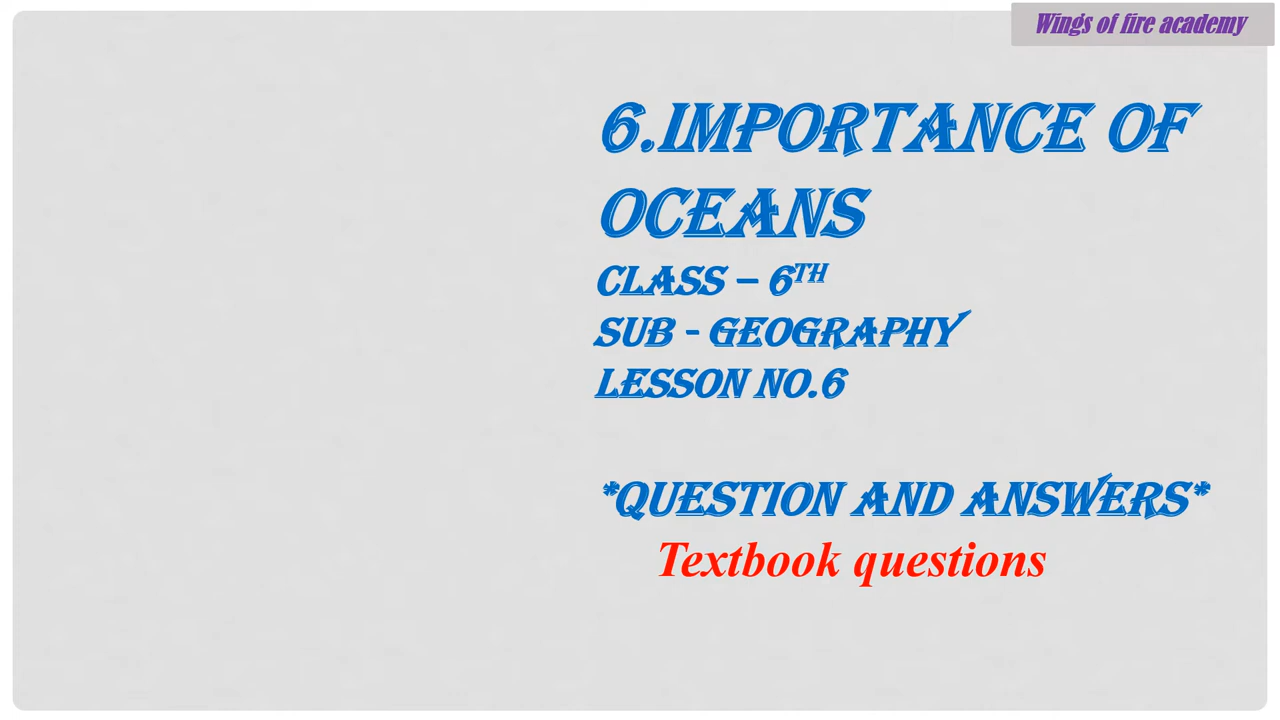 Wings of fire academy
6.IMPORTANCE OF
OCEANS
CLASS – 6TH
SUB - GEOGRAPHY
LESSON NO.6
*QUESTION AND ANSWERS*
Textbook questions